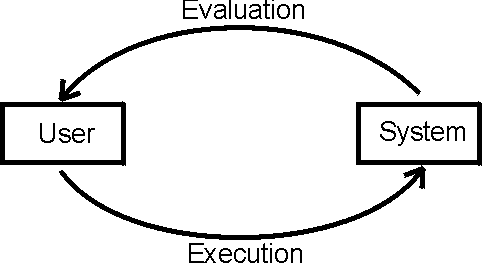 Evaluation
User
System
Execution